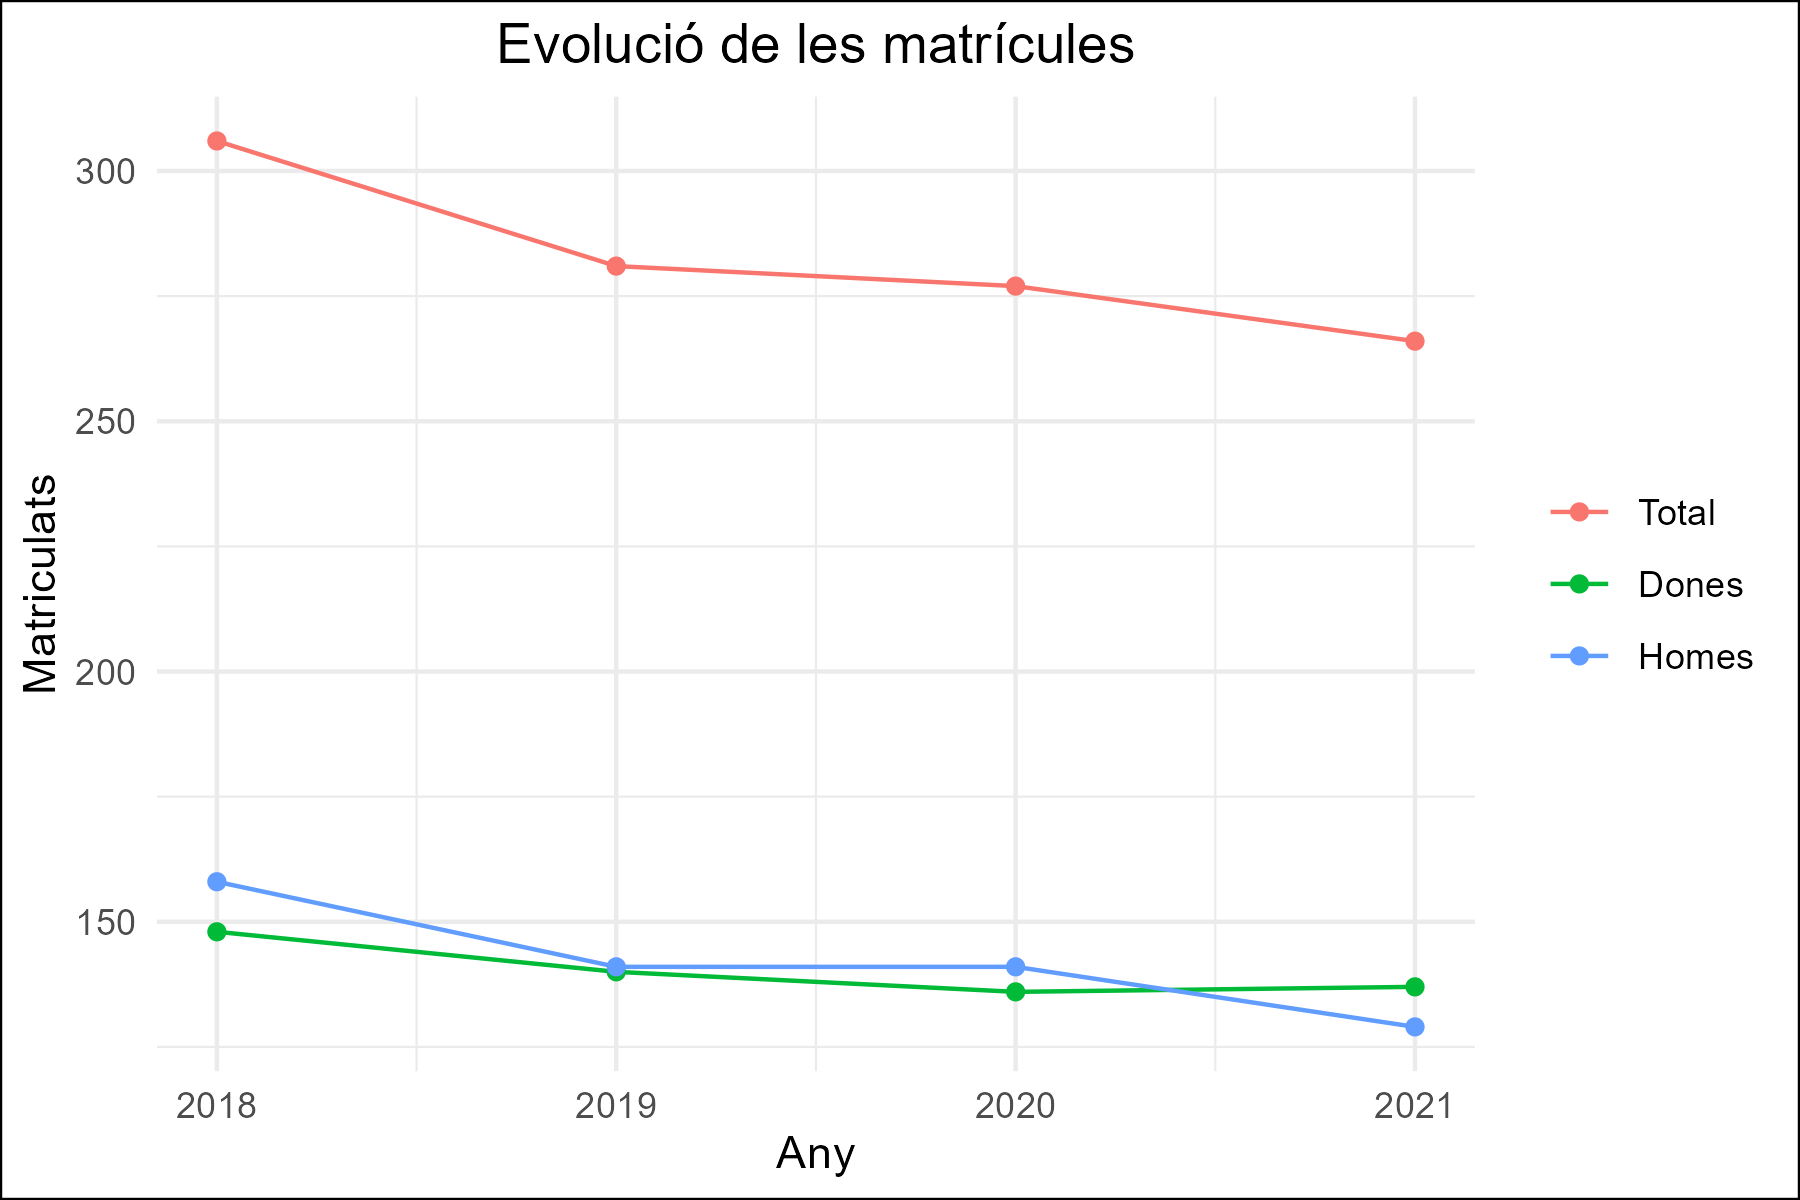 Evolució de les matrícules
300
250
200
150
Matriculats
2018 2019 2020 2021
Any
Total
Dones
Homes